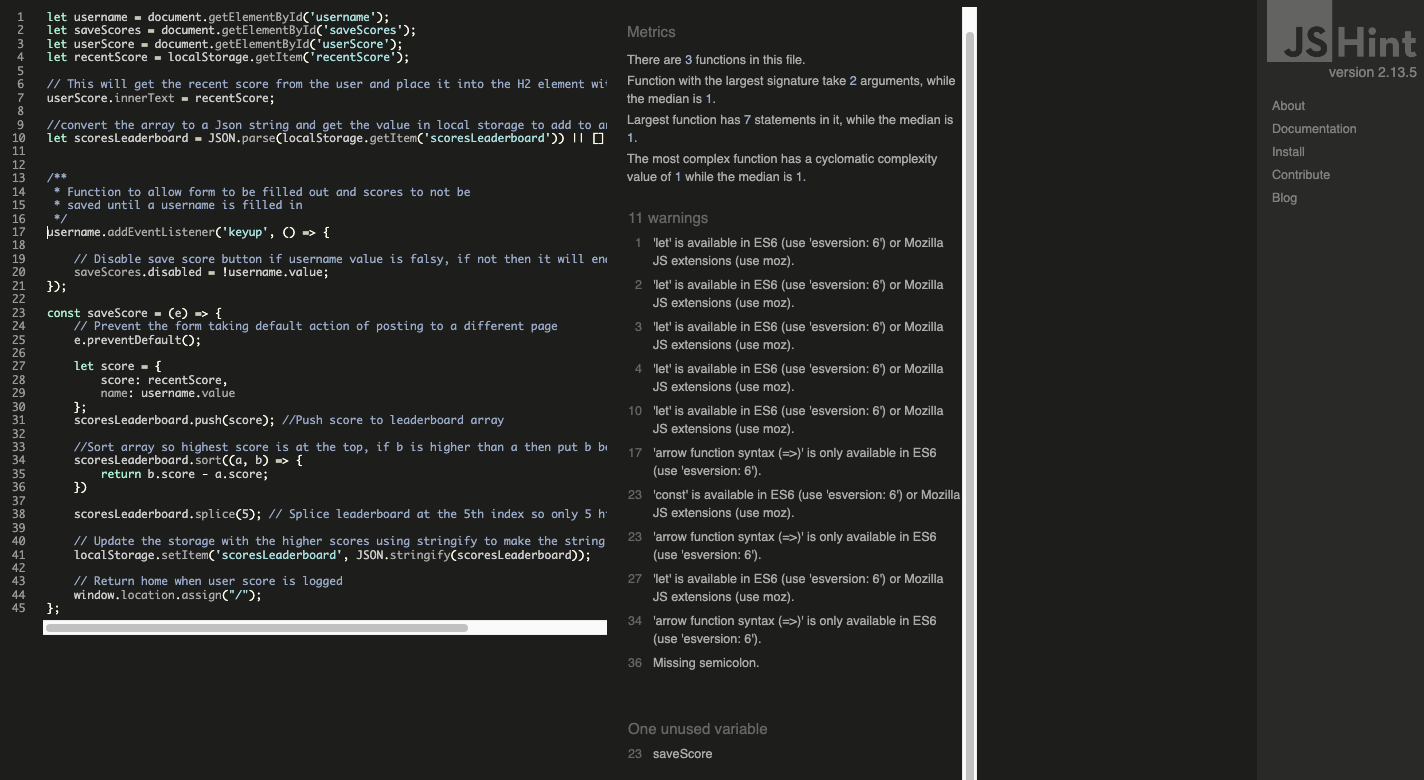 1 let username = document.getElementById('username');
2 let saveScores = document.getElementById('saveScores');
3 let userScore = document.getElementById('userScore');
4 let recentScore = localStorage.getItem('recentScore');
5
6 // This will get the recent score from the user and place it into the H2 element wi
7 userScore.innerText = recentScore;
8
9 //convert the array to a Json string and get the value in local storage to add to a
10 let scoresLeaderboard = JSON.parse(localStorage.getItem('scoresLeaderboard')) || []
11
12
13 /**
14  * Function to allow form to be filled out and scores to not be
15  * saved until a username is filled in
16  */
17 username.addEventListener('keyup', () => {
18
19     // Disable save score button if username value is falsy, if not then it will en
20     saveScores.disabled = !username.value;
21 });
22
23 const saveScore = (e) => {
24     // Prevent the form taking default action of posting to a different page
25     e.preventDefault();
26
27     let score = {
28         score: recentScore,
29         name: username.value
30     };
31     scoresLeaderboard.push(score); //Push score to leaderboard array
32
33     //Sort array so highest score is at the top, if b is higher than a then put b be
34     scoresLeaderboard.sort((a, b) => {
35         return b.score - a.score;
36     })
37
38     scoresLeaderboard.splice(5); // Splice leaderboard at the 5th index so only 5 h
39
40     // Update the storage with the higher scores using stringify to make the string
41     localStorage.setItem('scoresLeaderboard', JSON.stringify(scoresLeaderboard));
42
43     // Return home when user score is logged
44     window.location.assign("/");
45 };
Metrics
There are 3 functions in this file.
Function with the largest signature take 2 arguments, while
the median is 1.
Largest function has 7 statements in it, while the median is
1.
The most complex function has a cyclomatic complexity
value of 1 while the median is 1.
11 warnings
1 'let' is available in ES6 (use 'esversion: 6') or Mozilla
JS extensions (use moz).
2 'let' is available in ES6 (use 'esversion: 6') or Mozilla
JS extensions (use moz).
3 'let' is available in ES6 (use 'esversion: 6') or Mozilla
JS extensions (use moz).
4 'let' is available in ES6 (use 'esversion: 6') or Mozilla
JS extensions (use moz).
10 'let' is available in ES6 (use 'esversion: 6') or Mozilla
JS extensions (use moz).
17 'arrow function syntax (=>)' is only available in ES6
(use 'esversion: 6').
23 'const' is available in ES6 (use 'esversion: 6') or Mozilla
JS extensions (use moz).
23 'arrow function syntax (=>)' is only available in ES6
(use 'esversion: 6').
27 'let' is available in ES6 (use 'esversion: 6') or Mozilla
JS extensions (use moz).
34 'arrow function syntax (=>)' is only available in ES6
(use 'esversion: 6').
36 Missing semicolon.
One unused variable
23 saveScore
JSHint
version 2.13.5
About
Documentation
Install
Contribute
Blog